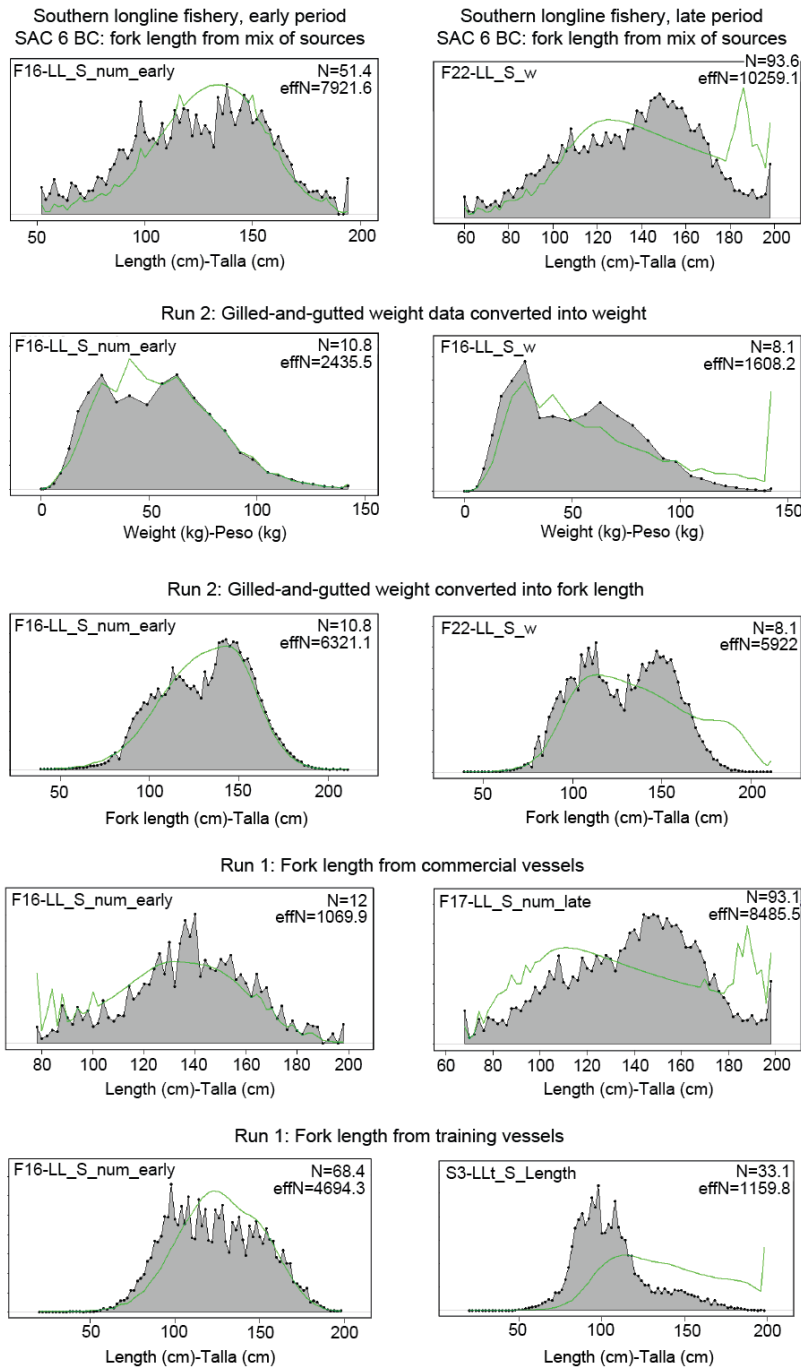 Southern longline fishery, early period
SAC 6 BC: fork length from mix of sources
Southern longline fishery, late period
SAC 6 BC: fork length from mix of sources
F16-LL_S_num_early
N=51.4
effN=7921.6
50 100 150 200
Length (cm)-Talla (cm)
F22-LL_S_w
N=93.6
effN=10259.1
60 80 100 120 140 160 180 200
Length (cm)-Talla (cm)
Run 2: Gilled-and-gutted weight data converted into weight
F16-LL_S_num_early
N=10.8
effN=2435.5
0 50 100 150
Weight (kg)-Peso (kg)
F16-LL_S_w
N=8.1
effN=1608.2
0 50 100 150
Weight (kg)-Peso (kg)
Run 2: Gilled-and-gutted weight converted into fork length
F16-LL_S_num_early
N=10.8
effN=6321.1
50 100 150 200
Fork length (cm)-Talla (cm)
F22-LL_S_w
N=8.1
effN=5922
50 100 150 200
Fork length (cm)-Talla (cm)
Run 1: Fork length from commercial vessels
F16-LL_S_num_early
N=12
effN=1069.9
80 100 120 140 160 180 200
Length (cm)-Talla (cm)
F17-LL_S_num_late
N=93.1
effN=8485.5
60 80 100 120 140 160 180 200
Length (cm)-Talla (cm)
Run 1: Fork length from training vessels
F16-LL_S_num_early
N=68.4
effN=4694.3
50 100 150 200
Length (cm)-Talla (cm)
S3-LLt_S_Length
N=33.1
effN=1159.8
50 100 150 200
Length (cm)-Talla (cm)